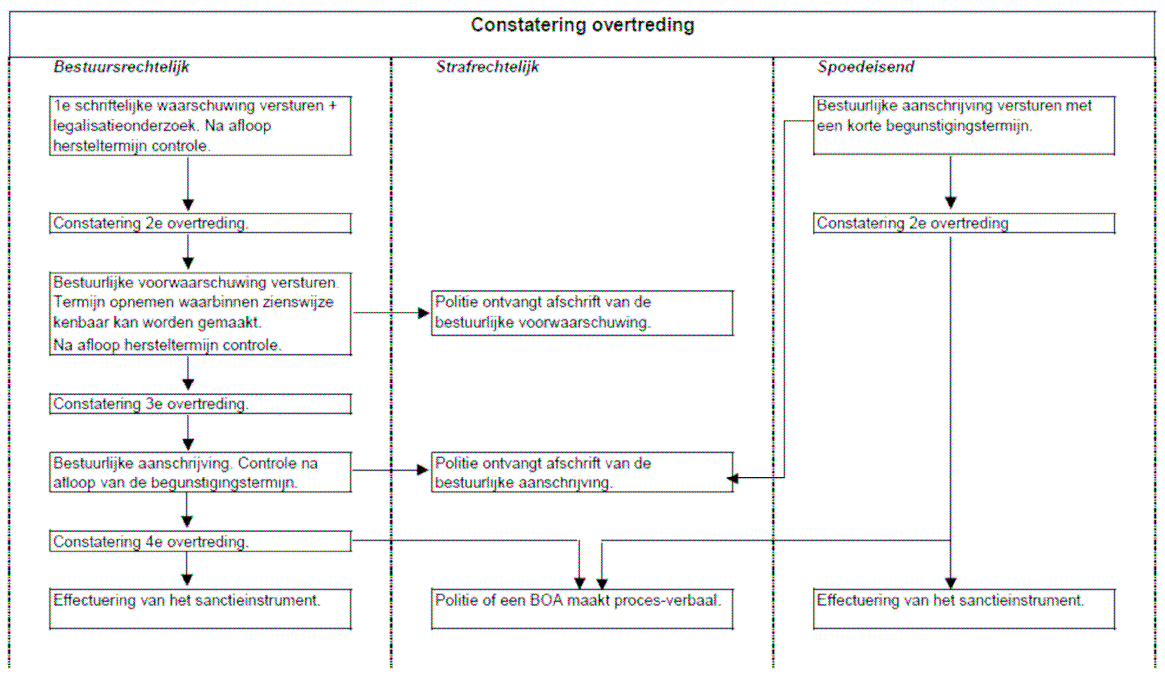 Constatering overtreding
Bestuursrechtelijk
1e schriftelijke waarschuwing versturen +
legalisatieonderzoek. Na afloop
hersteltermijn controle.
Constatering 2e overtreding.
Bestuurlijke voorwaarschuwing versturen.
Termijn opnemen waarbinnen zienswijze
kenbaar kan worden gemaakt.
Na afloop hersteltermijn controle.
Constatering 3e overtreding.
Bestuurlijke aanschrijving. Controle na
afloop van de begunstigingstermijn.
Constatering 4e overtreding.
Effectuering van het sanctieinstrument.
Strafrechtelijk
Politie ontvangt afschrift van de
bestuurlijke voorwaarschuwing.
Politie ontvangt afschrift van de
bestuurlijke aanschrijving.
Politie of een BOA maakt proces-verbaal.
Spoedeisend
Bestuurlijke aanschrijving versturen met
een korte begunstigingstermijn.
Constatering 2e overtreding
Effectuering van het sanctieinstrument.